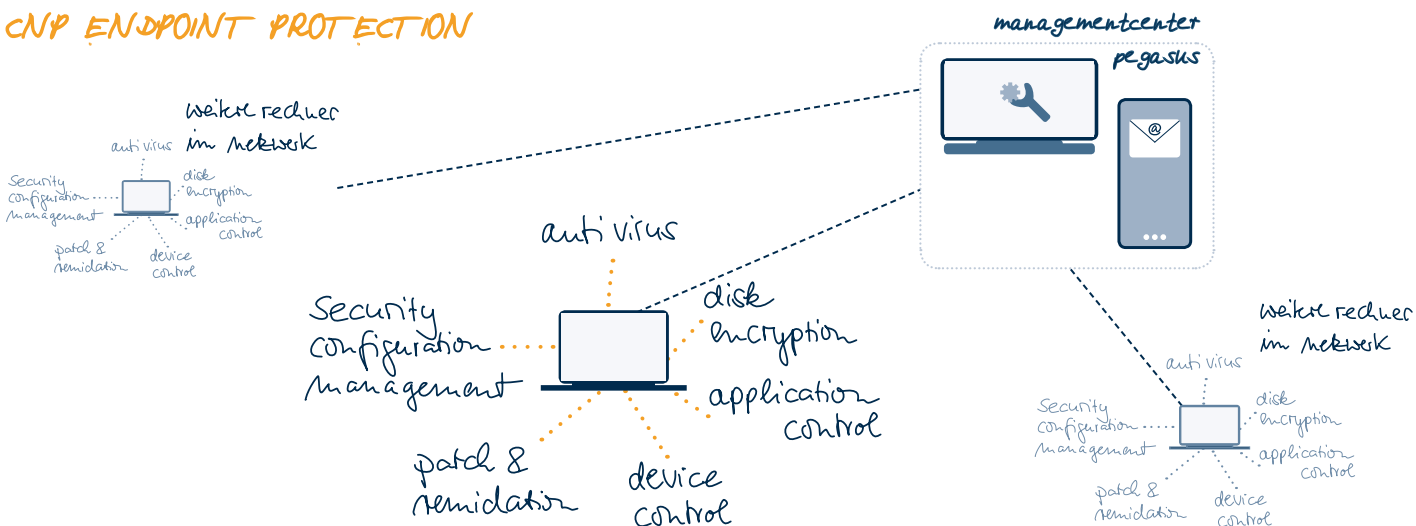 CNP ENDPOINT PROTECTION
managementcenter
pegasus
weitere rechner
im netzwerk
anti virus
disk
encryption
Security
configuration
management
application
control
patch &
remidation
device
control
anti virus
disk
encryption
Security
configuration
management
application
control
patch &
remidation
device
control
weitere rechner
im netzwerk
anti virus
disk
encryption
Security
configuration
management
application
control
patch &
remidation
device
control
@